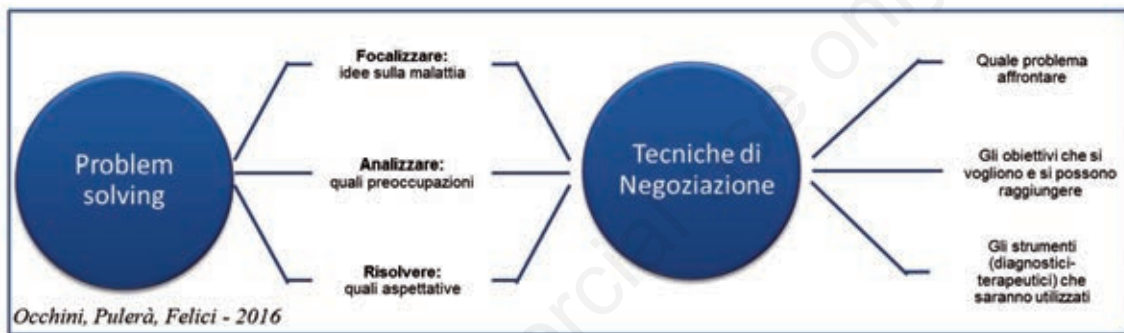 Problem
solving
Focalizzare:
idee sulla malattia
Analizzare:
quali preoccupazioni
Risolvere:
quali aspettative
Tecniche di
Negoziazione
Quale problema
affrontare
Gli obiettivi che si
vogliono e si possono
raggiungere
Gli strumenti
(diagnostici-
terapeutici) che
saranno utilizzati
Occhini, Pulerà, Felici - 2016